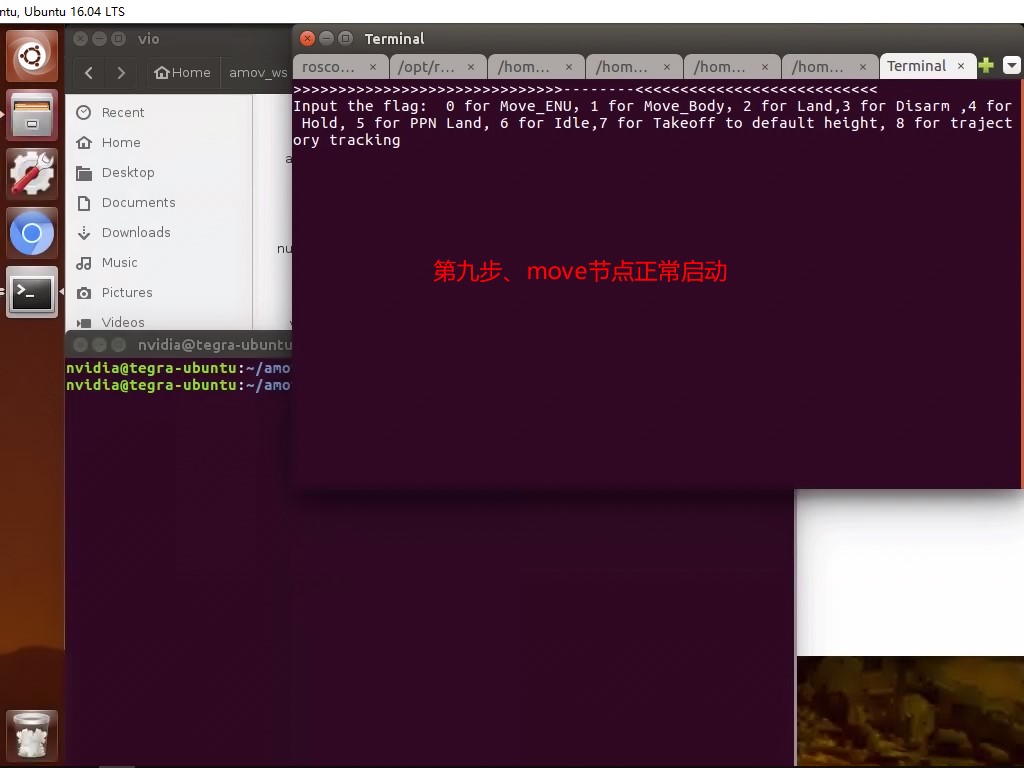 ntu, Ubuntu 16.04 LTS
vio
Terminal
Home
amov_ws
rosco...
/opt/r...
/hom...
/hom...
/hom...
/hom...
Terminal
Recent
Home
Desktop
Documents
Downloads
Music
Pictures
Videos
a
nu
>>>>>>>>>>>>>>>>>>>>>>>>>>>>>>--------<<<<<<<<<<<<<<<<<<<<<<<<<<<
Input the flag:  0 for Move_ENU, 1 for Move_Body, 2 for Land,3 for Disarm ,4 for
Hold, 5 for PPN Land, 6 for Idle,7 for Takeoff to default height, 8 for traject
ory tracking
第九步、move节点正常启动
nvidia@tegra-ubuntu
nvidia@tegra-ubuntu:~/amo
nvidia@tegra-ubuntu:~/amo